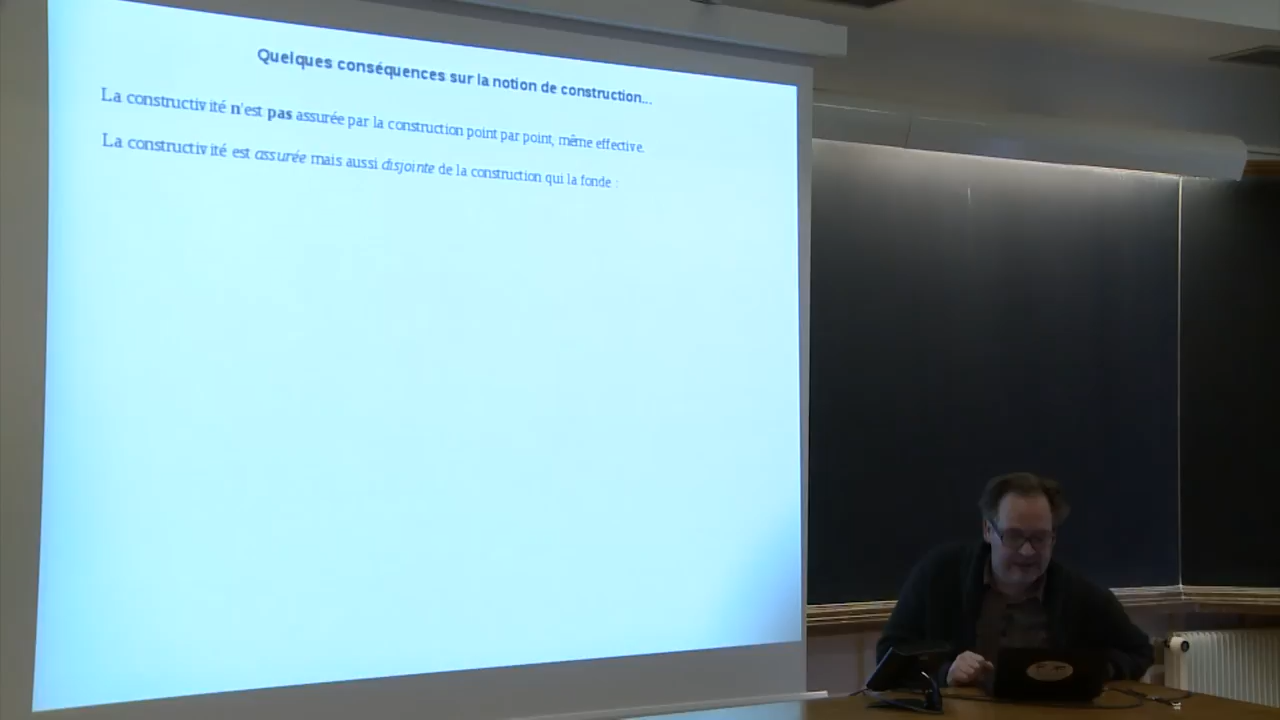 Quelques conséquences sur la notion de construction...
La constructivité n'est pas assurée par la construction point par point, même effective.
La constructivité est assurée mais aussi disjointe de la construction qui la fonde :